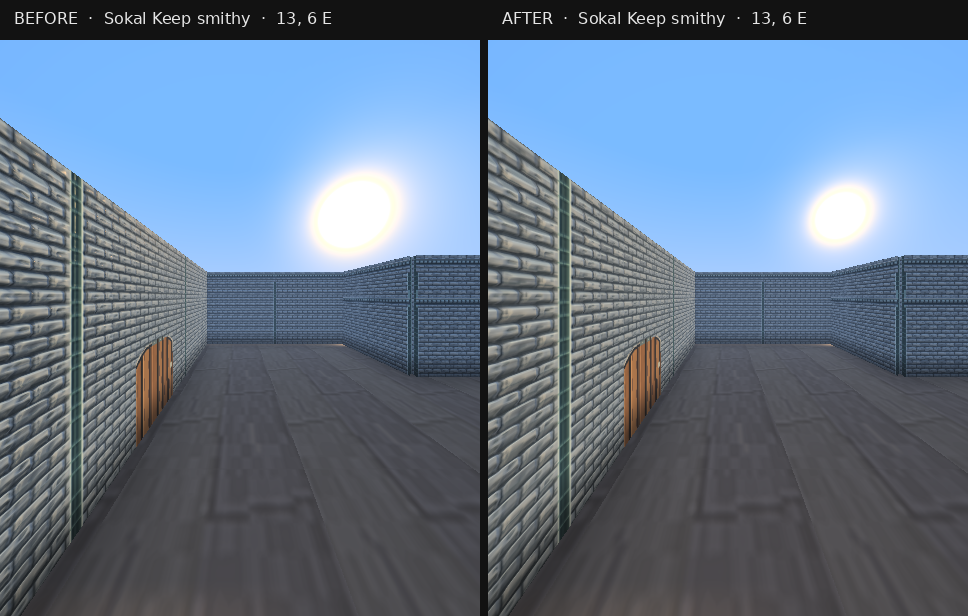 BEFORE · Sokal Keep smithy · 13, 6 E
AFTER · Sokal Keep smithy · 13, 6 E